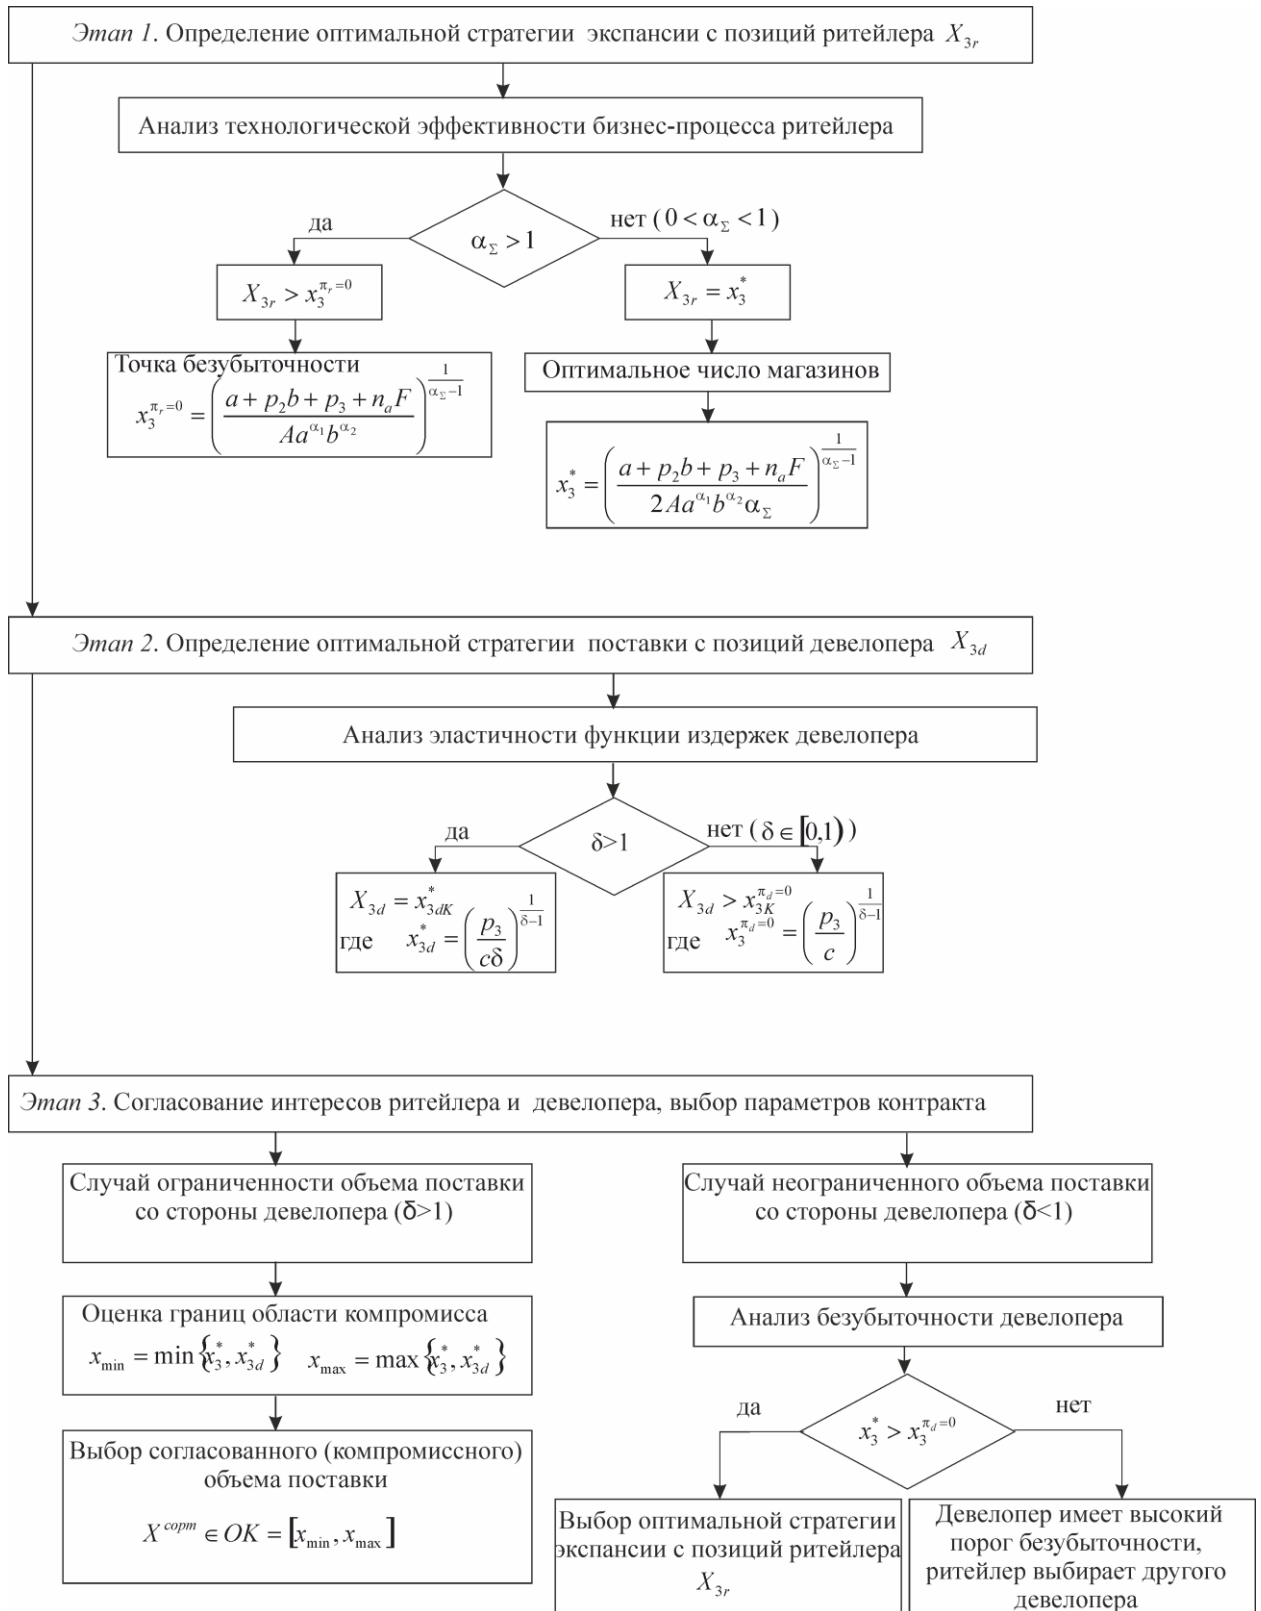 Этап 1. Определение оптимальной стратегии экспансии с позиций ритейлера X_{3r}
Анализ технологической эффективности бизнес-процесса ритейлера
да
α_Σ > 1
нет (0 < α_Σ < 1)
X_{3r} > x_3^{π_r=0}
X_{3r} = x_3^*
Точка безубыточности
x_3^{π_r=0} = ((a + p_2b + p_3 + n_aF) / (Aa^{α_1}b^{α_2}))^{1/(α_Σ−1)}
Оптимальное число магазинов
x_3^* = ((a + p_2b + p_3 + n_aF) / (2Aa^{α_1}b^{α_2}α_Σ))^{1/(α_Σ−1)}
Этап 2. Определение оптимальной стратегии поставки с позиций девелопера X_{3d}
Анализ эластичности функции издержек девелопера
да
δ>1
нет (δ ∈ [0,1))
X_{3d} = x_{3dK}^*
где x_{3d}^* = (p_3 / (cδ))^{1/(δ−1)}
X_{3d} > x_{3K}^{π_d=0}
где x_3^{π_d=0} = (p_3 / c)^{1/(δ−1)}
Этап 3. Согласование интересов ритейлера и девелопера, выбор параметров контракта
Случай ограниченности объема поставки
со стороны девелопера (δ>1)
Оценка границ области компромисса
x_{min} = min{x_3^*, x_{3d}^*} x_{max} = max{x_3^*, x_{3d}^*}
Выбор согласованного (компромиссного)
объема поставки
X^{copm} ∈ OK = [x_{min}, x_{max}]
Случай неограниченного объема поставки
со стороны девелопера (δ<1)
Анализ безубыточности девелопера
да
x_3^* > x_3^{π_d=0}
нет
Выбор оптимальной стратегии
экспансии с позиций ритейлера
X_{3r}
Девелопер имеет высокий
порог безубыточности,
ритейлер выбирает другого
девелопера